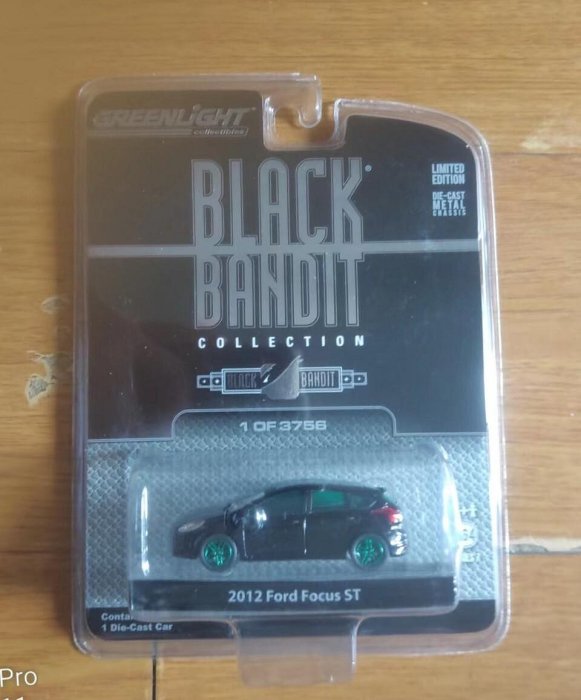 GREENLIGHT
collectibles
BLACK
BANDIT
®
COLLECTION
LIMITED
EDITION
DIE-CAST
METAL
CHASSIS
BLACK BANDIT
1 OF 3756
2012 Ford Focus ST
1 Die-Cast Car
Pro